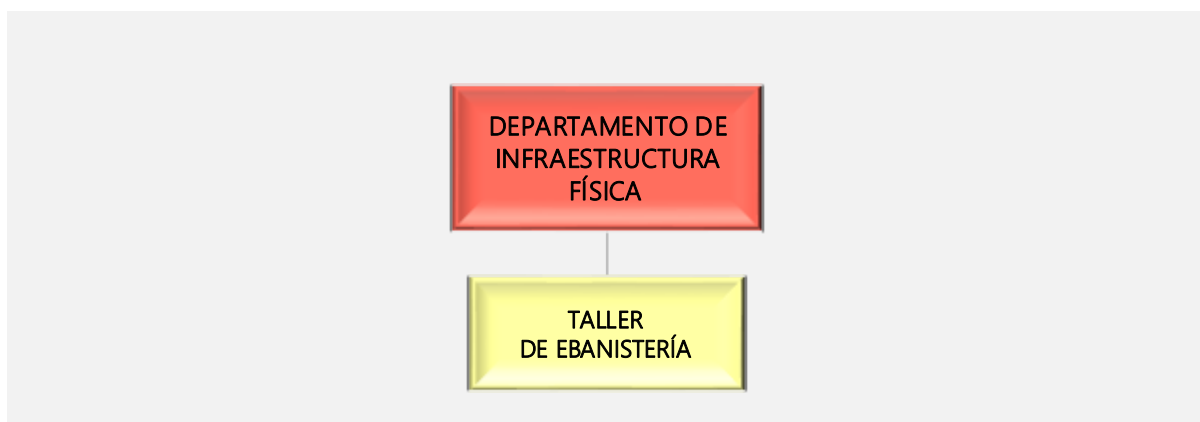 DEPARTAMENTO DE
INFRAESTRUCTURA
FÍSICA
TALLER
DE EBANISTERÍA